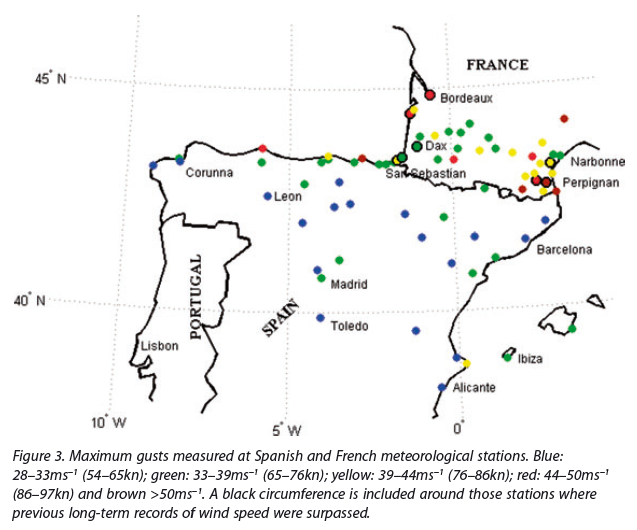 FRANCE
45° N
Bordeaux
Dax
Narbonne
Corunna
San Sebastian
Perpignan
Leon
Barcelona
Madrid
40° N
PORTUGAL
SPAIN
Toledo
Lisbon
Ibiza
Alicante
10° W
5° W
0°
Figure 3. Maximum gusts measured at Spanish and French meteorological stations. Blue:
28–33ms⁻¹ (54–65kn); green: 33–39ms⁻¹ (65–76kn); yellow: 39–44ms⁻¹ (76–86kn); red: 44–50ms⁻¹
(86–97kn) and brown >50ms⁻¹. A black circumference is included around those stations where
previous long-term records of wind speed were surpassed.